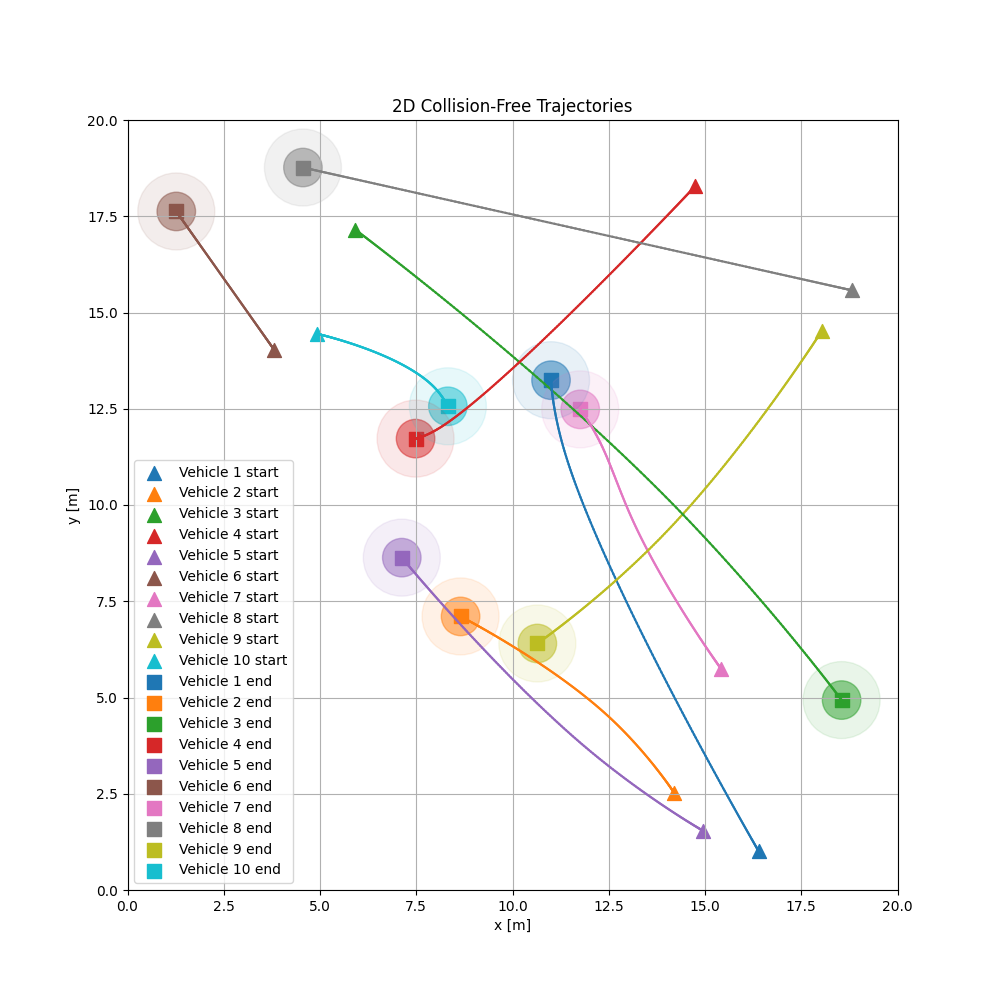 2D Collision-Free Trajectories
20.0
17.5
15.0
12.5
10.0
7.5
5.0
2.5
0.0
y [m]
Vehicle 1 start
Vehicle 2 start
Vehicle 3 start
Vehicle 4 start
Vehicle 5 start
Vehicle 6 start
Vehicle 7 start
Vehicle 8 start
Vehicle 9 start
Vehicle 10 start
Vehicle 1 end
Vehicle 2 end
Vehicle 3 end
Vehicle 4 end
Vehicle 5 end
Vehicle 6 end
Vehicle 7 end
Vehicle 8 end
Vehicle 9 end
Vehicle 10 end
0.0 2.5 5.0 7.5 10.0 12.5 15.0 17.5 20.0
x [m]